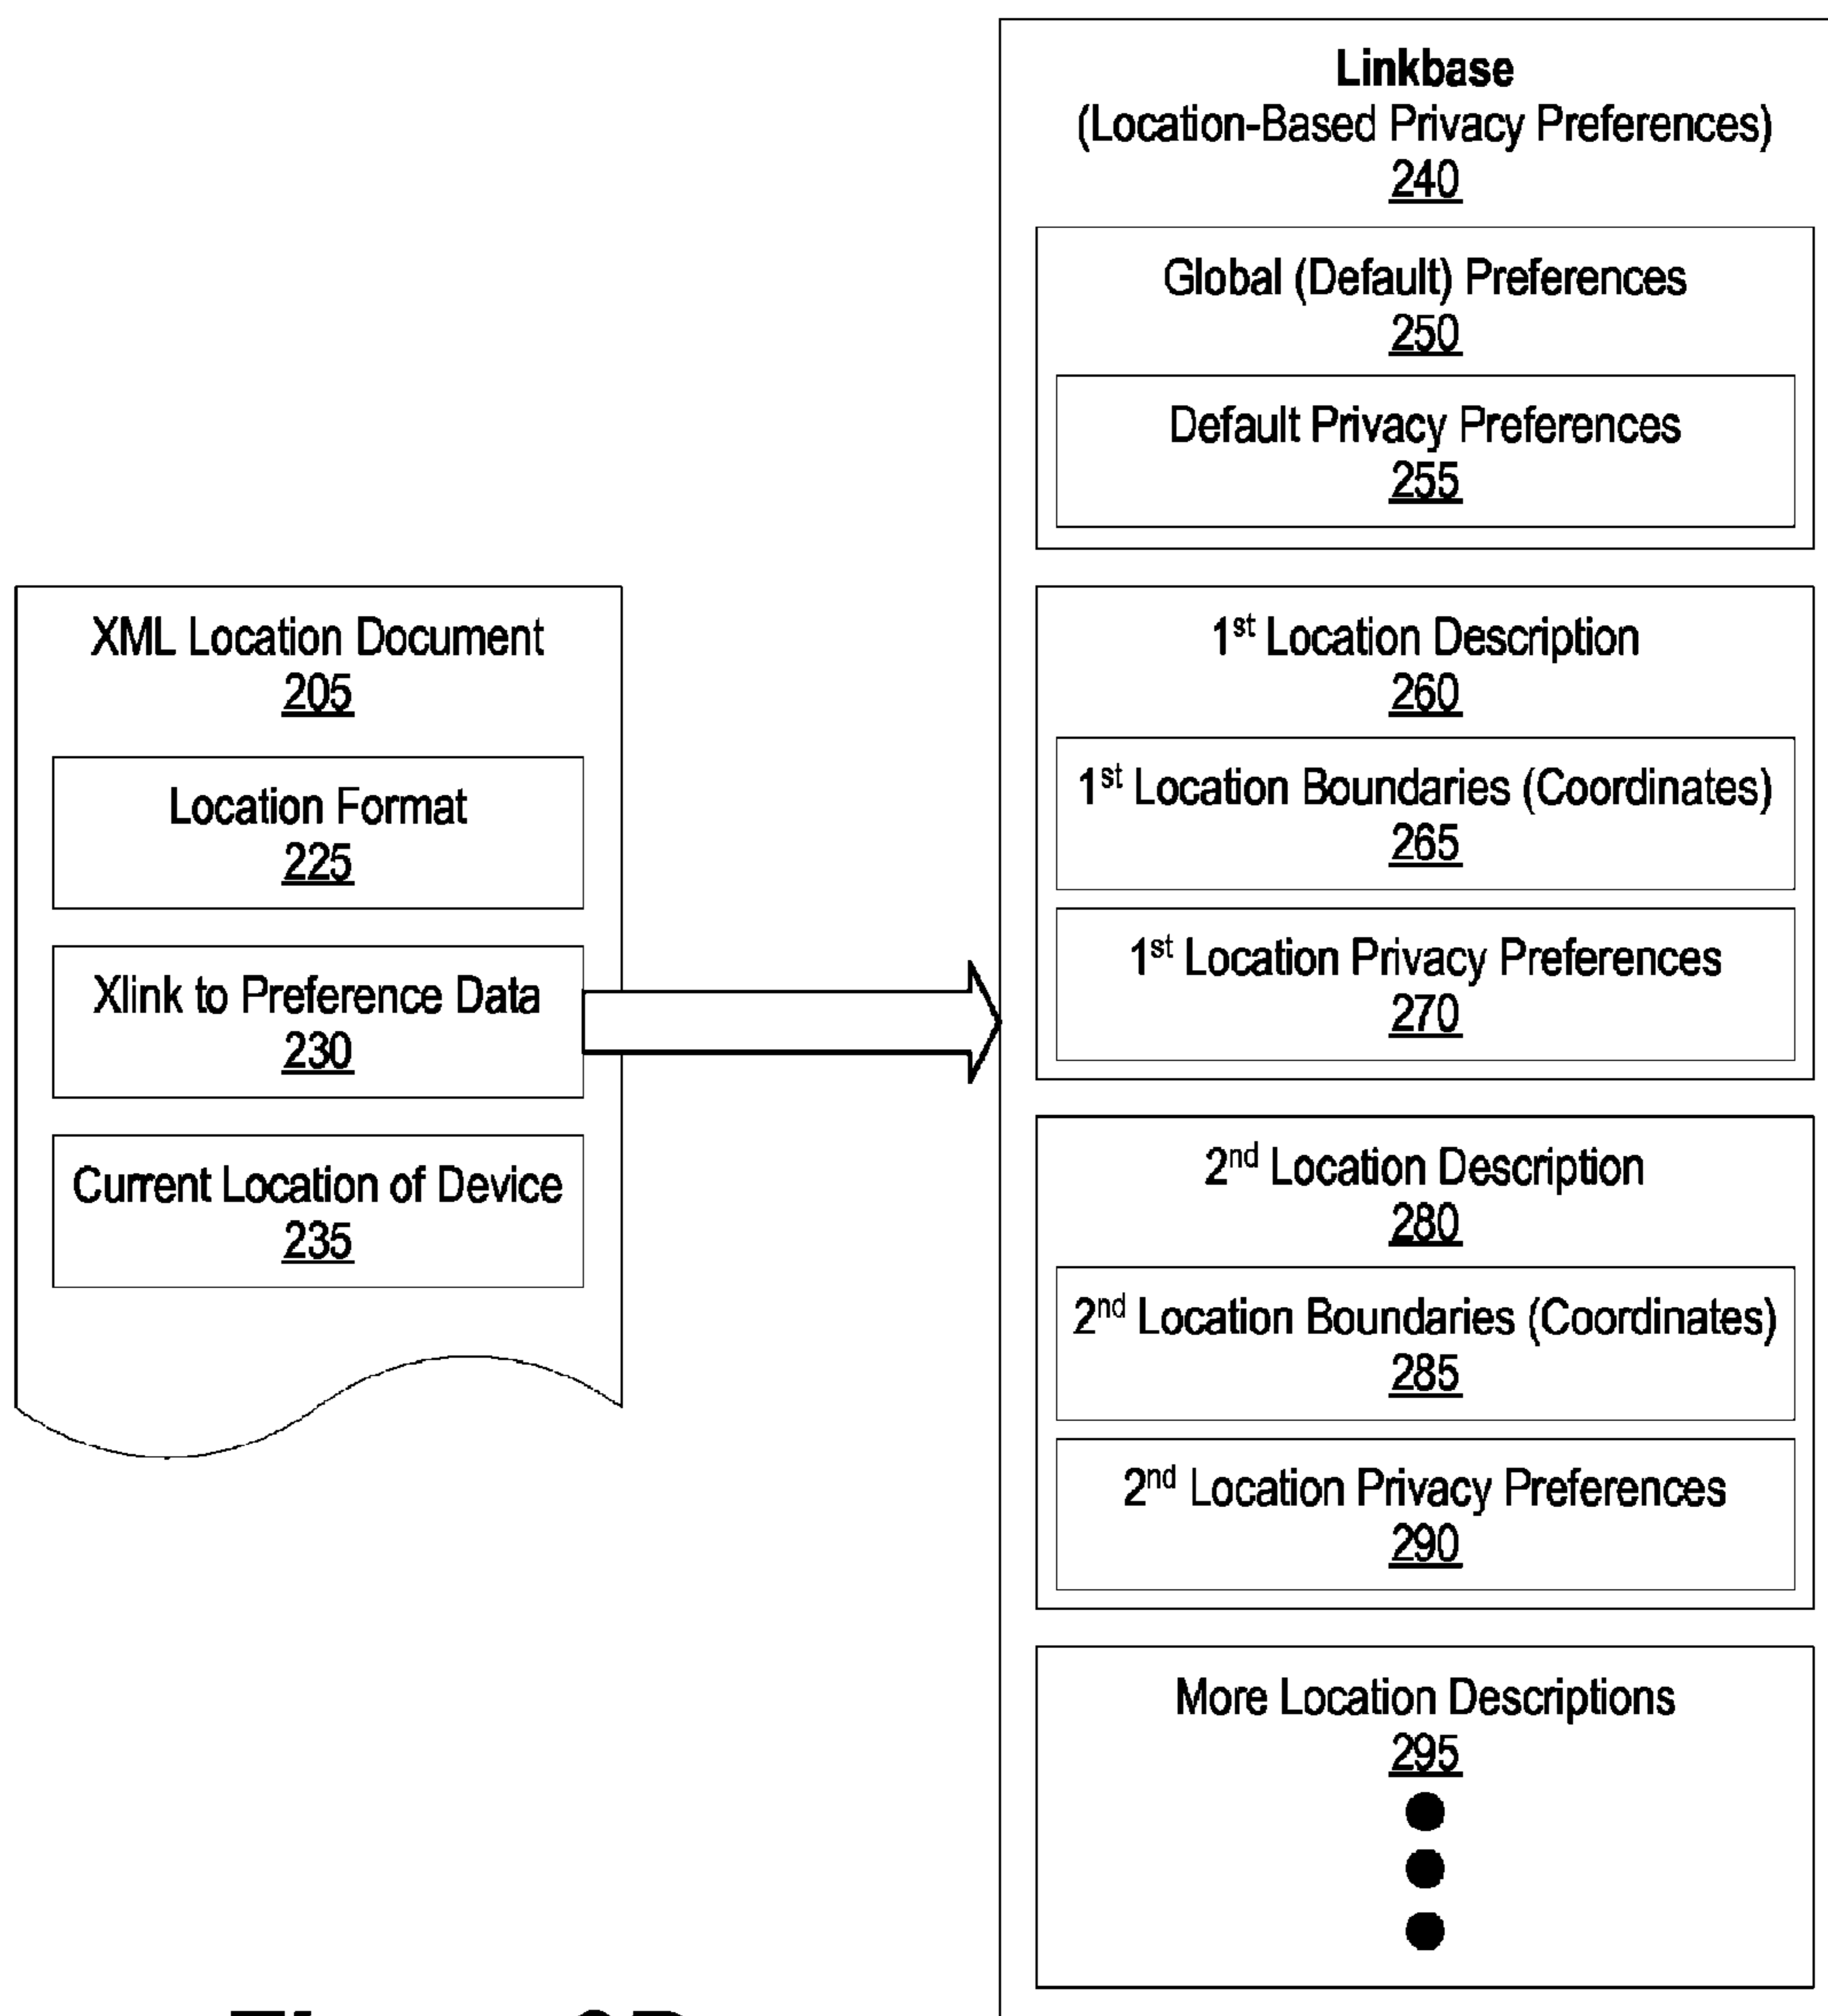 Linkbase
(Location-Based Privacy Preferences)
240
Global (Default) Preferences
250
Default Privacy Preferences
255
XML Location Document
205
Location Format
225
Xlink to Preference Data
230
Current Location of Device
235
1st Location Description
260
1st Location Boundaries (Coordinates)
265
1st Location Privacy Preferences
270
2nd Location Description
280
2nd Location Boundaries (Coordinates)
285
2nd Location Privacy Preferences
290
More Location Descriptions
295